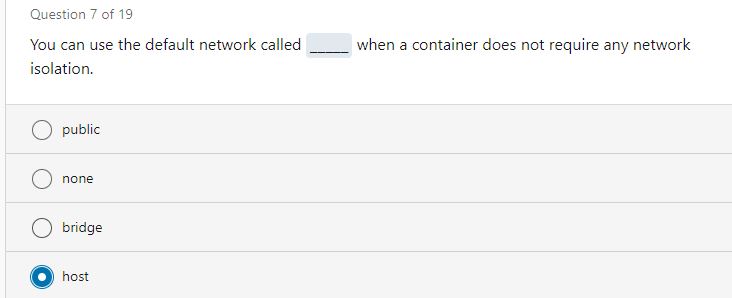 Question 7 of 19
You can use the default network called _____ when a container does not require any network
isolation.
public
none
bridge
host